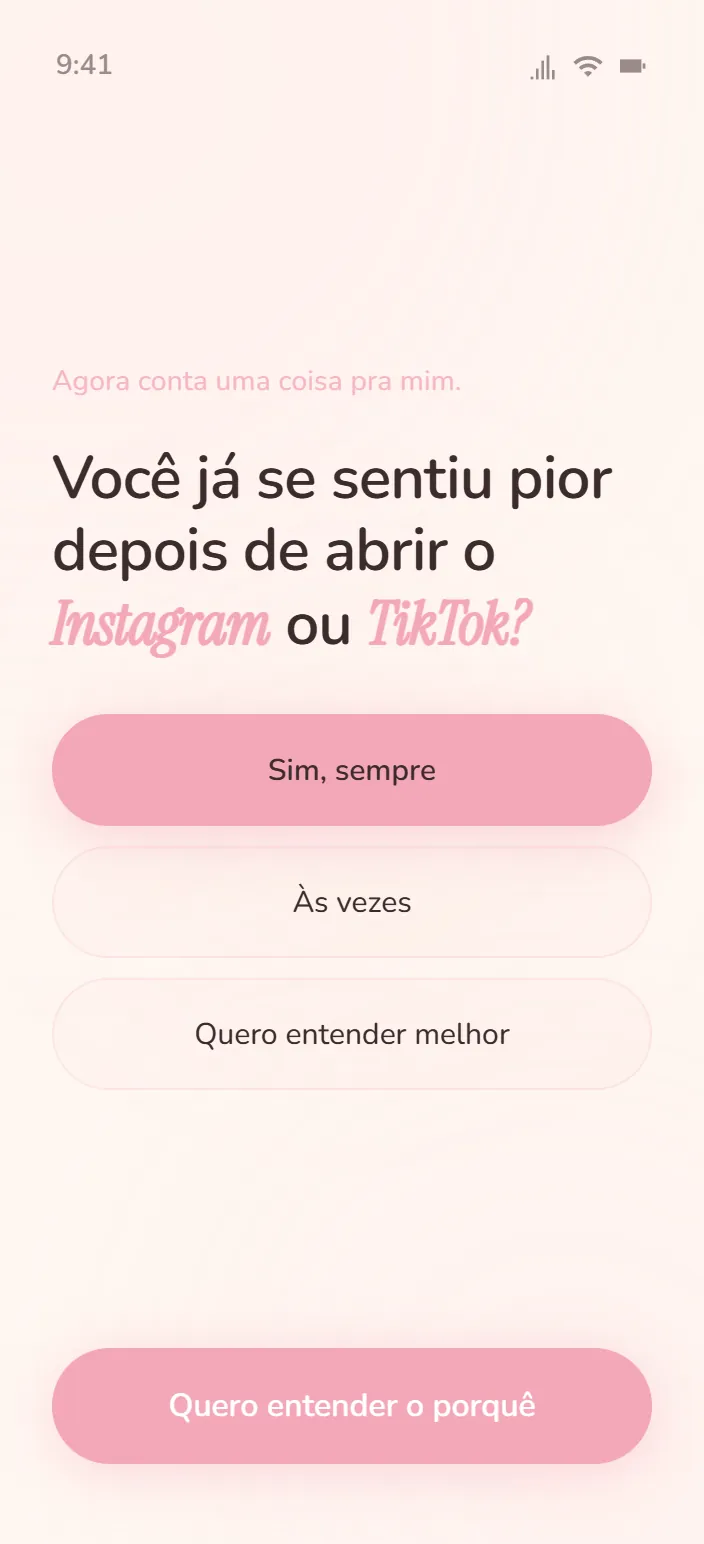 9:41
Agora conta uma coisa pra mim.
Você já se sentiu pior
depois de abrir o
Instagram ou TikTok?
Sim, sempre
Às vezes
Quero entender melhor
Quero entender o porquê